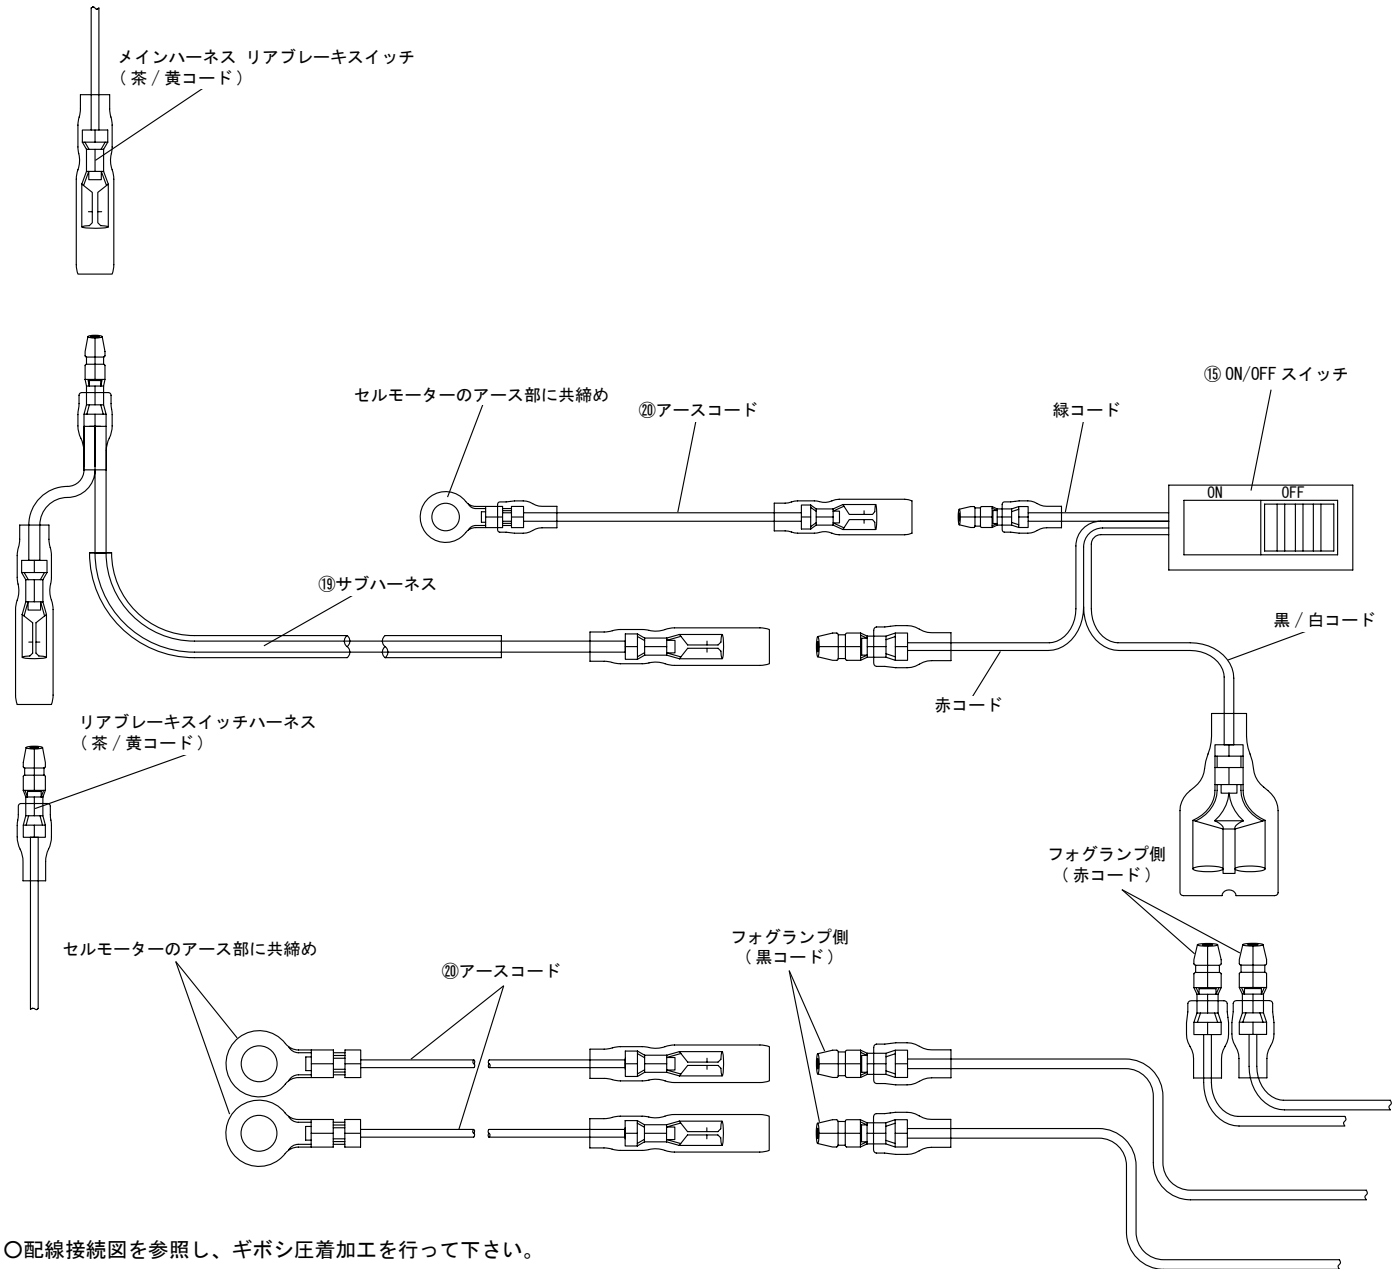 メインハーネス リアブレーキスイッチ
（茶/黄コード）
⑮ON/OFFスイッチ
セルモーターのアース部に共締め
⑳アースコード
緑コード
ON
OFF
⑲サブハーネス
黒/白コード
赤コード
リアブレーキスイッチハーネス
（茶/黄コード）
フォグランプ側
（赤コード）
セルモーターのアース部に共締め
⑳アースコード
フォグランプ側
（黒コード）
〇配線接続図を参照し、ギボシ圧着加工を行って下さい。